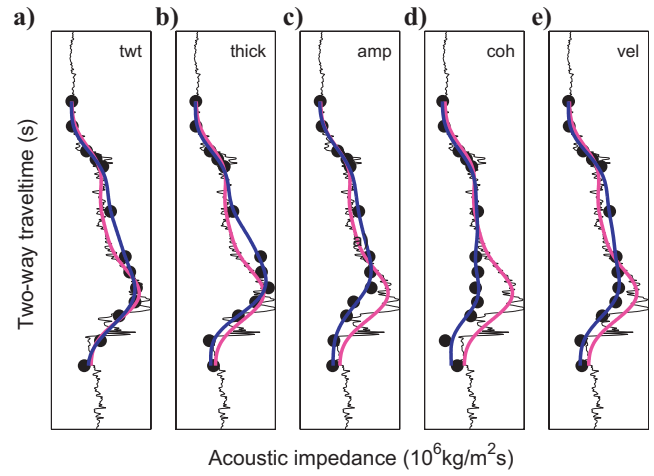 a) b) c) d) e)
twt thick amp coh vel
Two-way traveltime (s)
Acoustic impedance (10⁶kg/m²s)